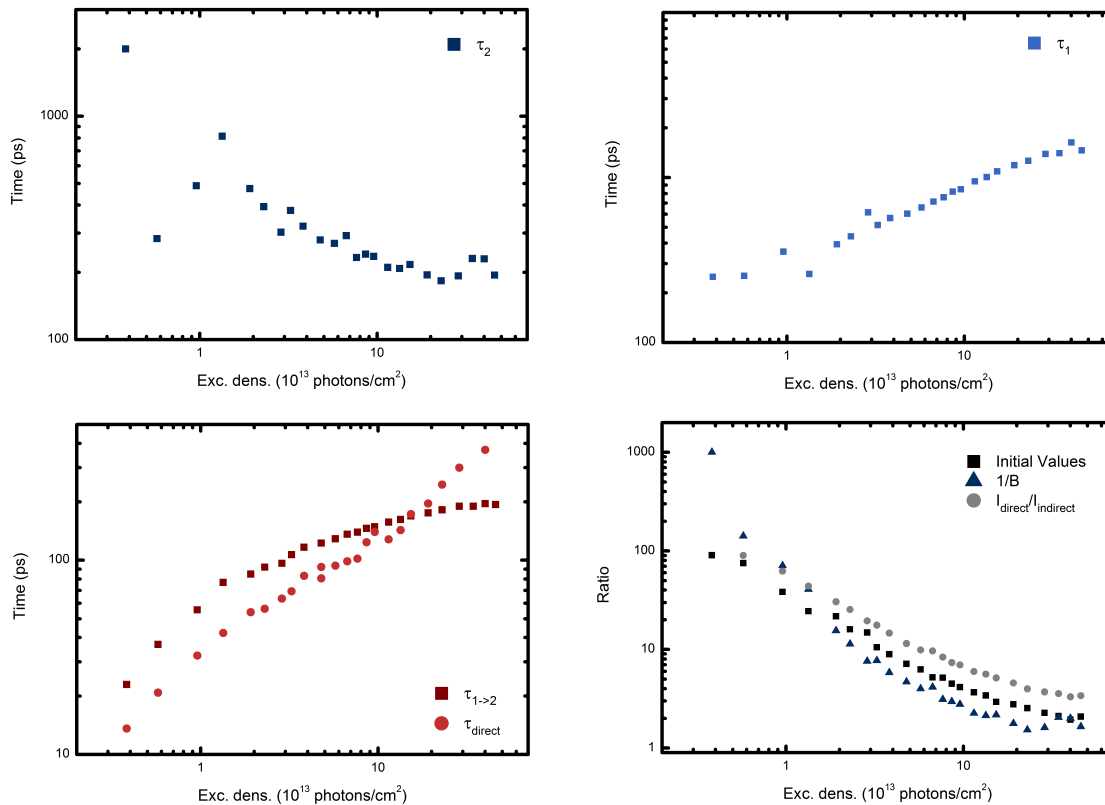 τ2
1000
100
Time (ps)
1
10
Exc. dens. (10^13 photons/cm^2)
τ1
100
Time (ps)
1
10
Exc. dens. (10^13 photons/cm^2)
100
10
Time (ps)
τ1->2
τdirect
1
10
Exc. dens. (10^13 photons/cm^2)
1000
100
10
1
Ratio
Initial Values
1/B
Idirect/Iindirect
1
10
Exc. dens. (10^13 photons/cm^2)